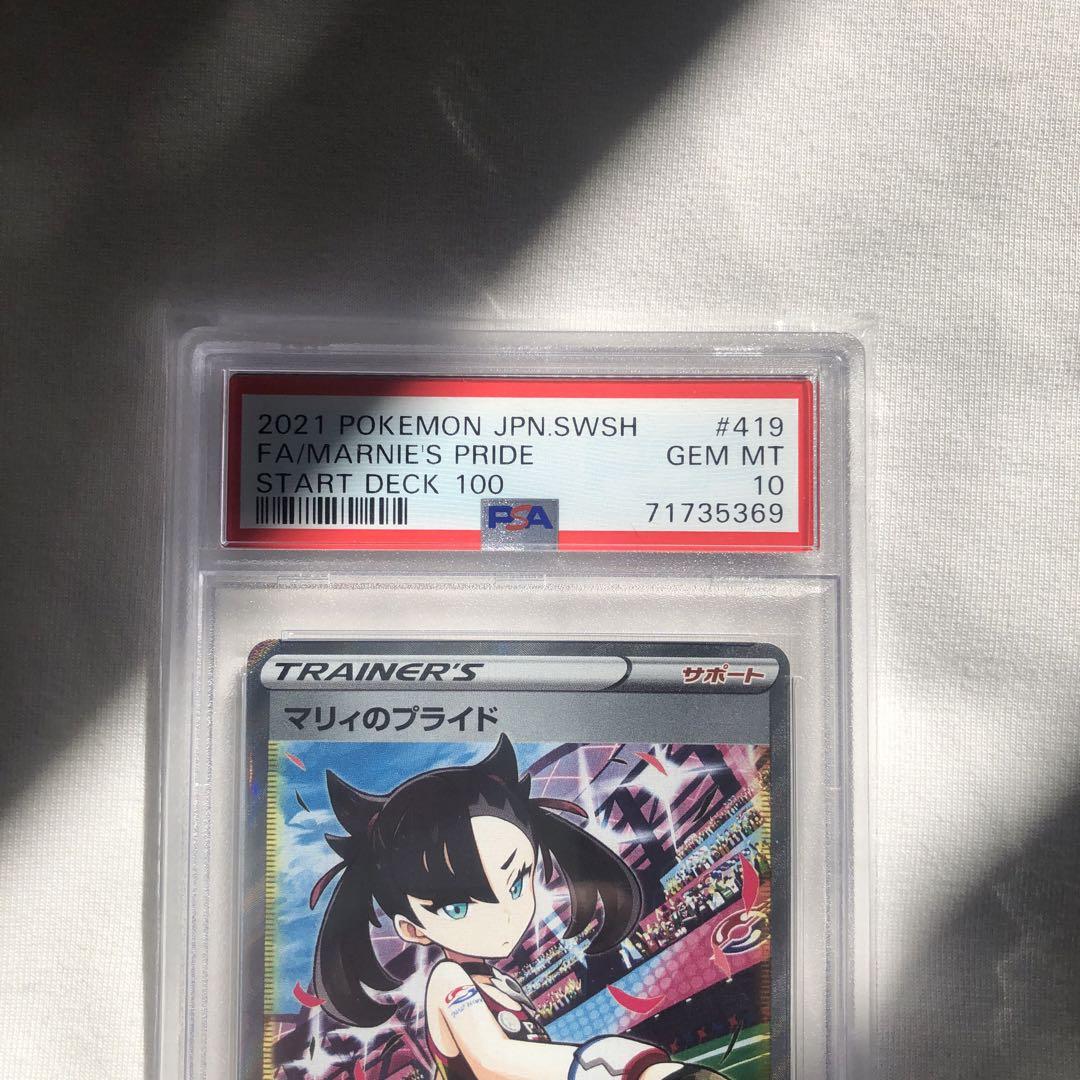 2021 POKEMON JPN.SWSH #419
FA/MARNIE'S PRIDE GEM MT
START DECK 100 10
PSA 71735369
TRAINER'S サポート
マリィのプライド